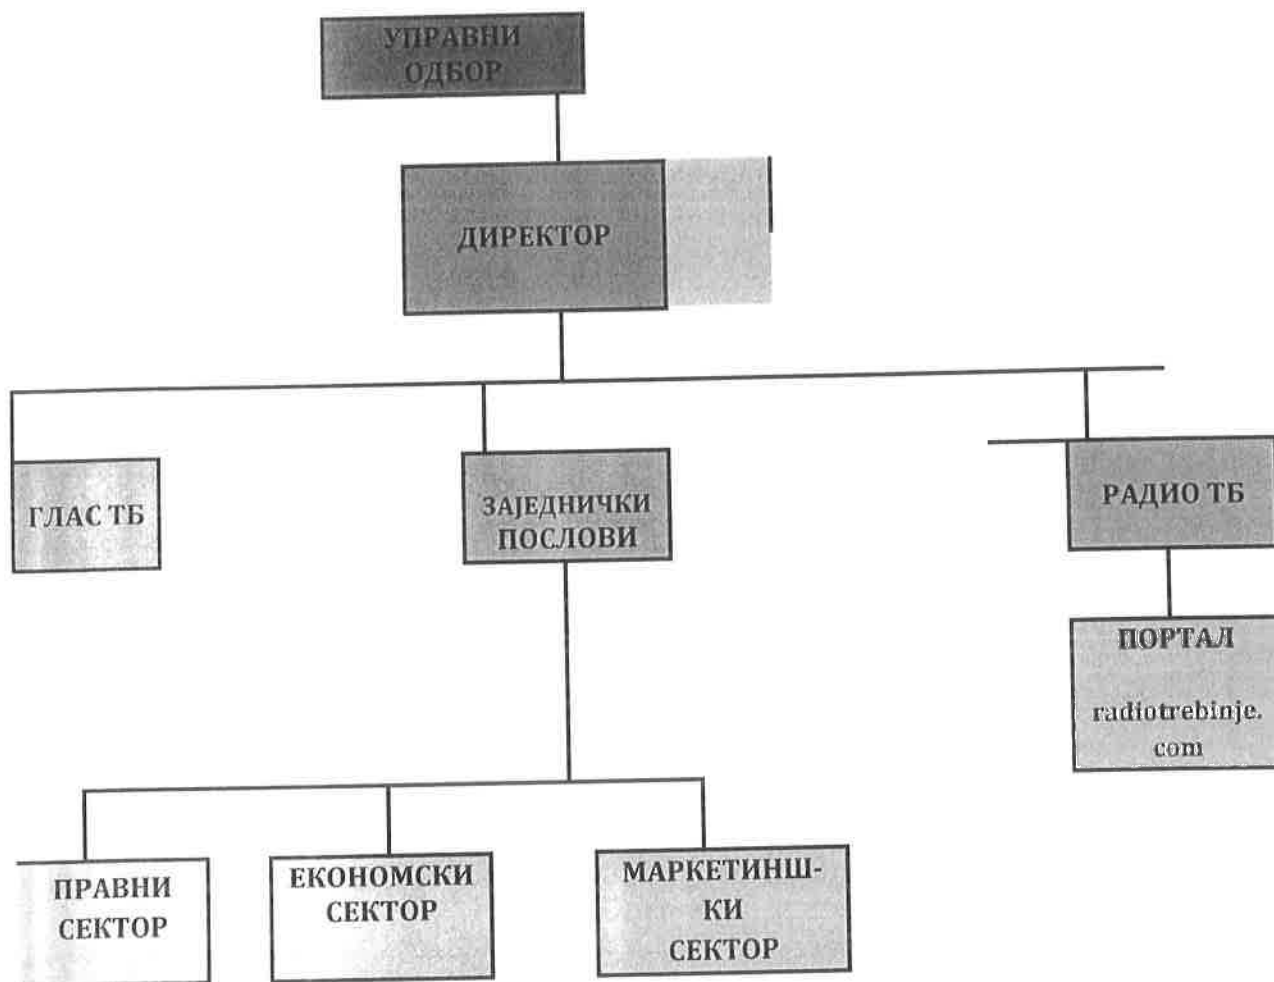 УПРАВНИ
ОДБОР
ДИРЕКТОР
ГЛАС ТБ
ЗАЈЕДНИЧКИ
ПОСЛОВИ
РАДИО ТБ
ПОРТАЛ
radiotrebinje.
com
ПРАВНИ
СЕКТОР
ЕКОНОМСКИ
СЕКТОР
МАРКЕТИНШ-
КИ
СЕКТОР